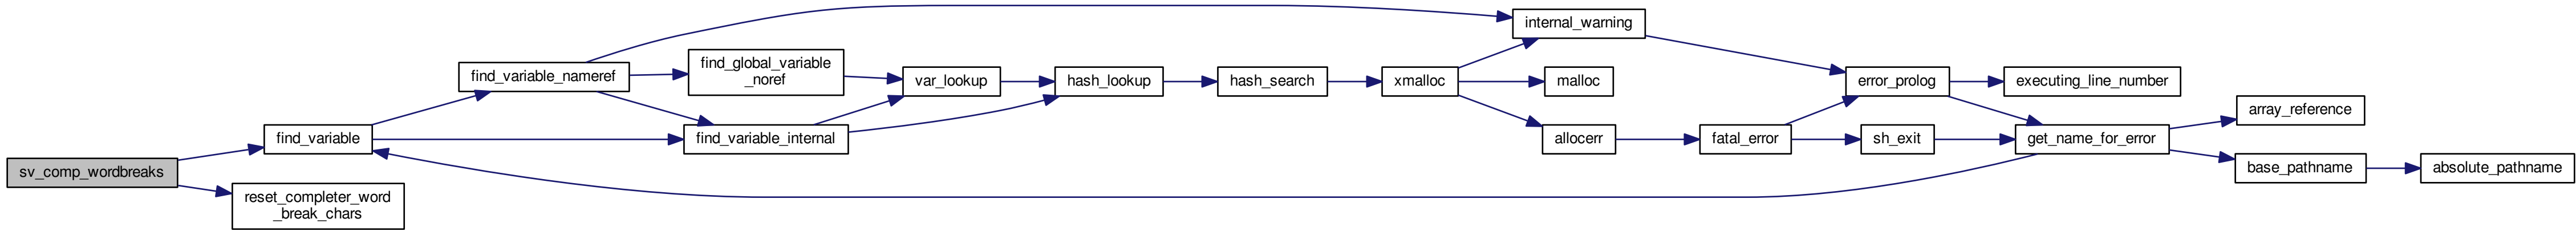 sv_comp_wordbreaks
find_variable
reset_completer_word
_break_chars
find_variable_nameref
find_global_variable
_noref
find_variable_internal
var_lookup
hash_lookup
hash_search
xmalloc
internal_warning
malloc
allocerr
fatal_error
error_prolog
sh_exit
executing_line_number
get_name_for_error
array_reference
base_pathname
absolute_pathname